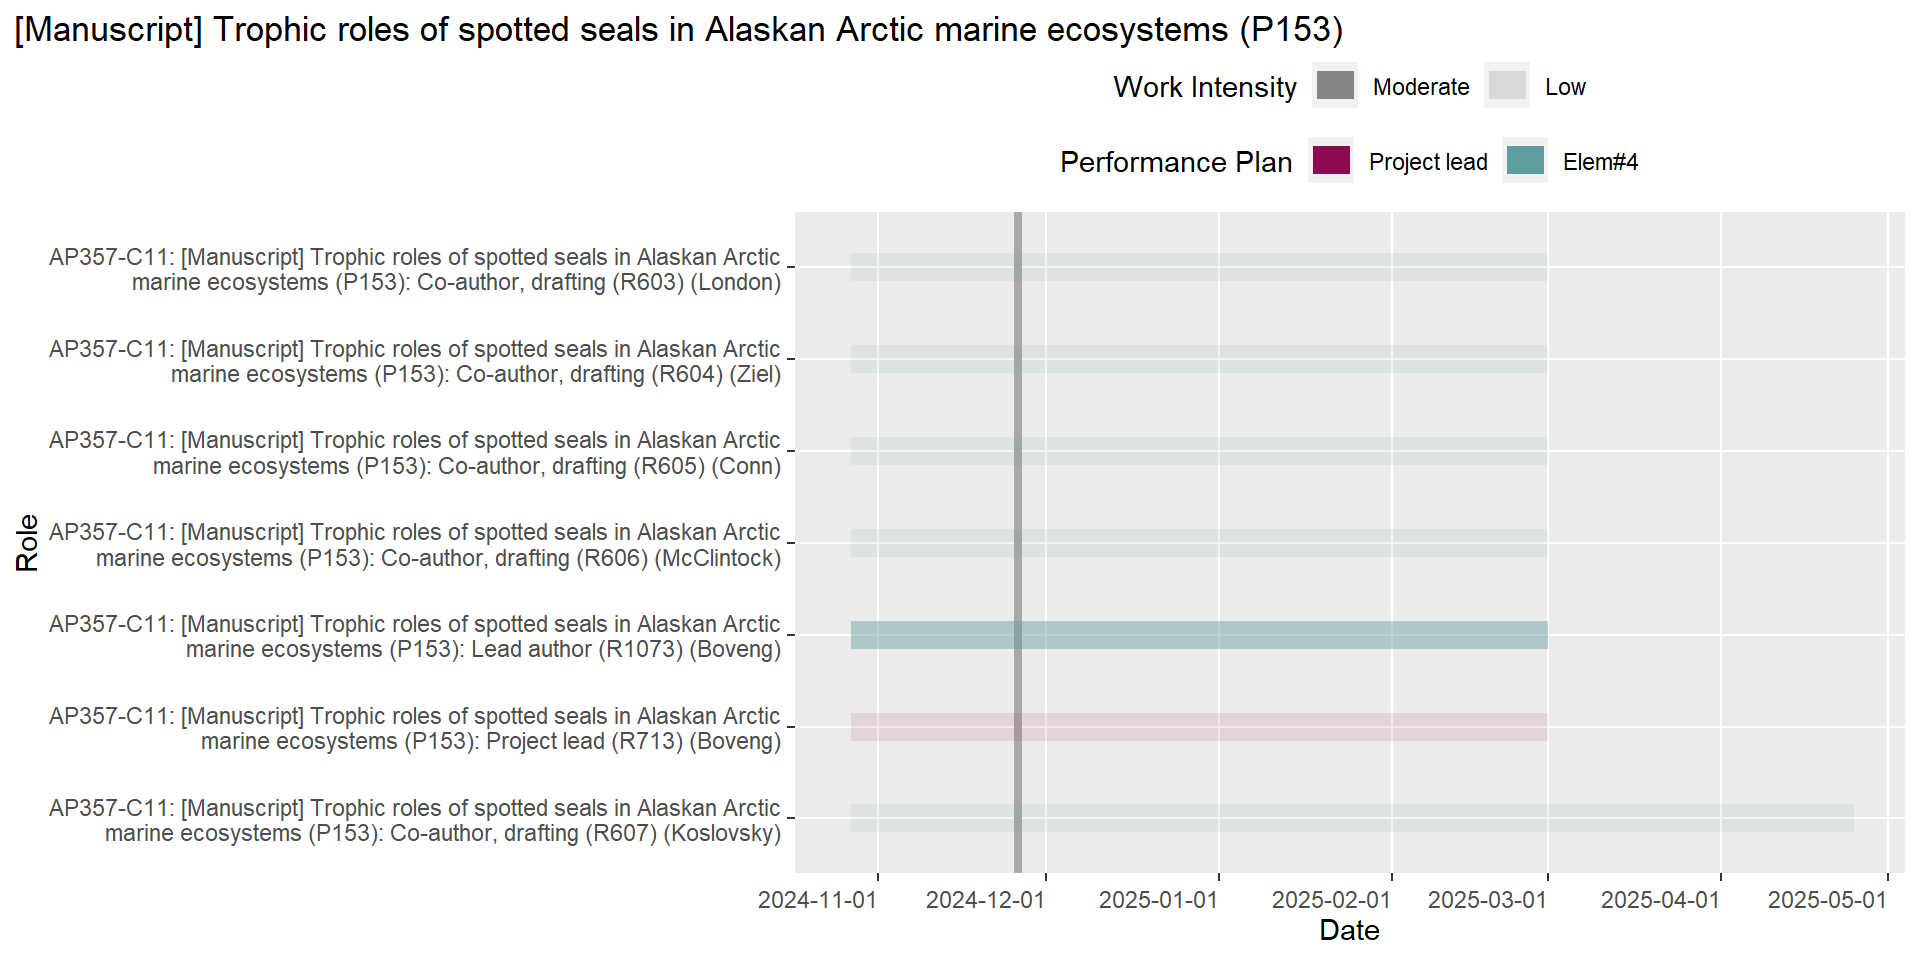 [Manuscript] Trophic roles of spotted seals in Alaskan Arctic marine ecosystems (P153)
Work Intensity Moderate Low
Performance Plan Project lead Elem#4
AP357-C11: [Manuscript] Trophic roles of spotted seals in Alaskan Arctic
marine ecosystems (P153): Co-author, drafting (R603) (London)
AP357-C11: [Manuscript] Trophic roles of spotted seals in Alaskan Arctic
marine ecosystems (P153): Co-author, drafting (R604) (Ziel)
AP357-C11: [Manuscript] Trophic roles of spotted seals in Alaskan Arctic
marine ecosystems (P153): Co-author, drafting (R605) (Conn)
AP357-C11: [Manuscript] Trophic roles of spotted seals in Alaskan Arctic
marine ecosystems (P153): Co-author, drafting (R606) (McClintock)
AP357-C11: [Manuscript] Trophic roles of spotted seals in Alaskan Arctic
marine ecosystems (P153): Lead author (R1073) (Boveng)
AP357-C11: [Manuscript] Trophic roles of spotted seals in Alaskan Arctic
marine ecosystems (P153): Project lead (R713) (Boveng)
AP357-C11: [Manuscript] Trophic roles of spotted seals in Alaskan Arctic
marine ecosystems (P153): Co-author, drafting (R607) (Koslovsky)
Role
2024-11-01 2024-12-01 2025-01-01 2025-02-01 2025-03-01 2025-04-01 2025-05-01
Date